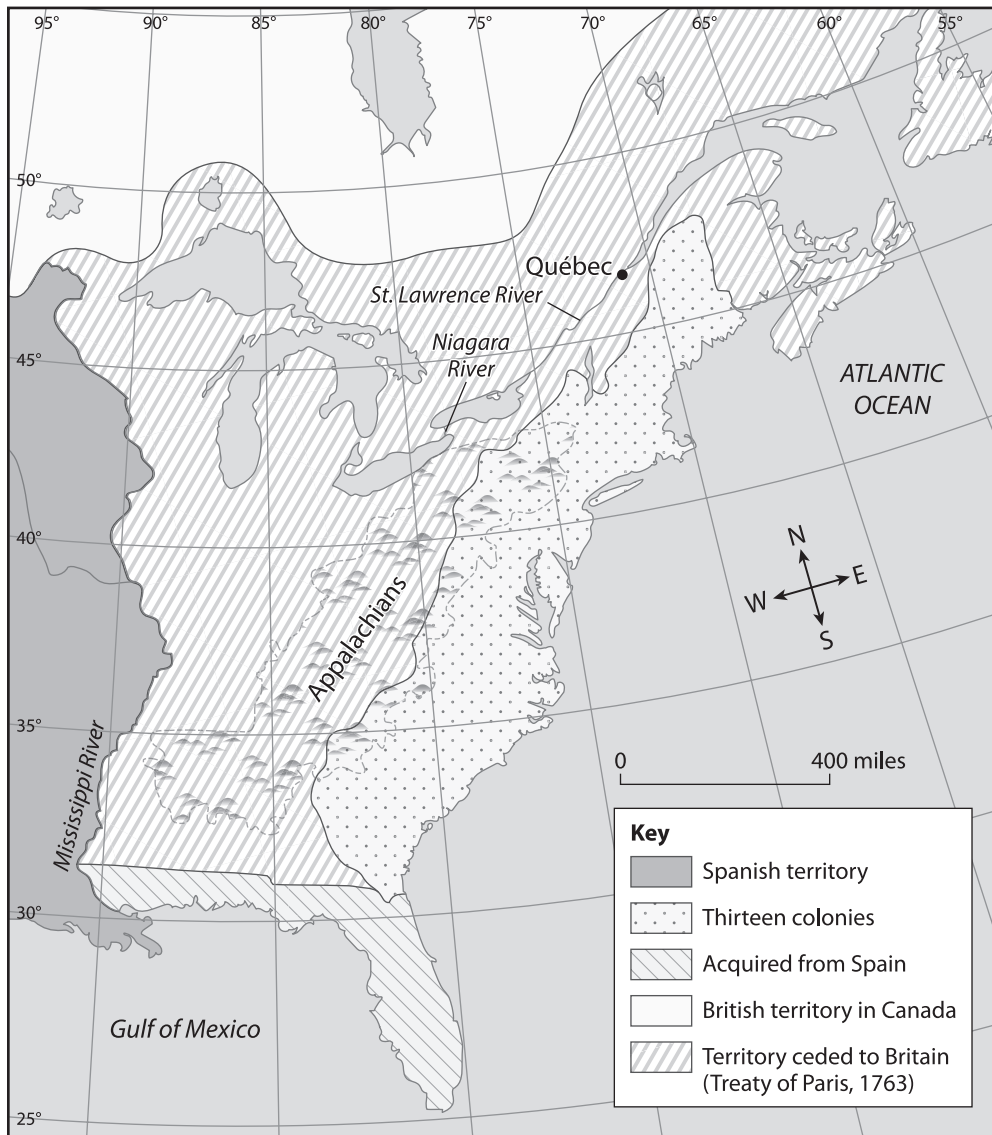 95°
90°
85°
80°
75°
70°
65°
60°
55°
50°
45°
40°
35°
30°
25°
Québec
St. Lawrence River
Niagara
River
ATLANTIC
OCEAN
Appalachians
Mississippi River
Gulf of Mexico
N
W
E
S
0
400 miles
Key
Spanish territory
Thirteen colonies
Acquired from Spain
British territory in Canada
Territory ceded to Britain
(Treaty of Paris, 1763)